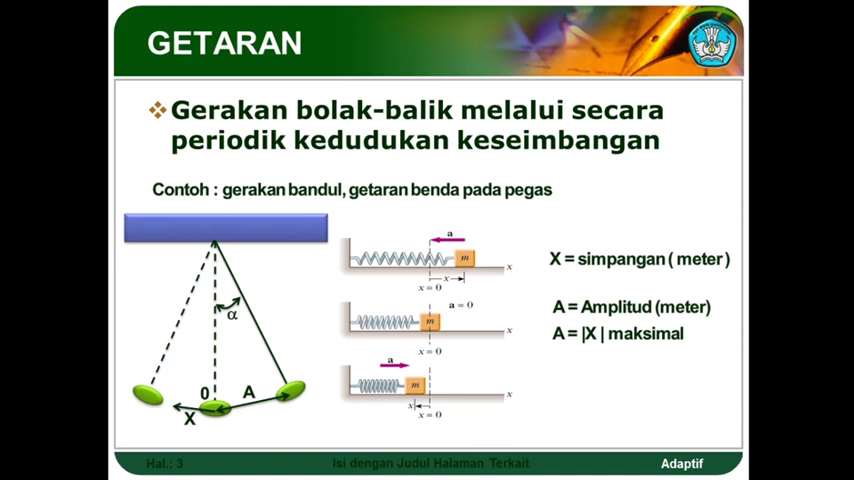 GETARAN
Gerakan bolak-balik melalui secara
periodik kedudukan keseimbangan
Contoh : gerakan bandul, getaran benda pada pegas
α
0
A
X
a
m
x
x
x = 0
a = 0
m
x
x = 0
a
m
x
x
x = 0
X = simpangan ( meter )
A = Amplitud (meter)
A = |X | maksimal
Hal.: 3
Isi dengan Judul Halaman Terkait
Adaptif